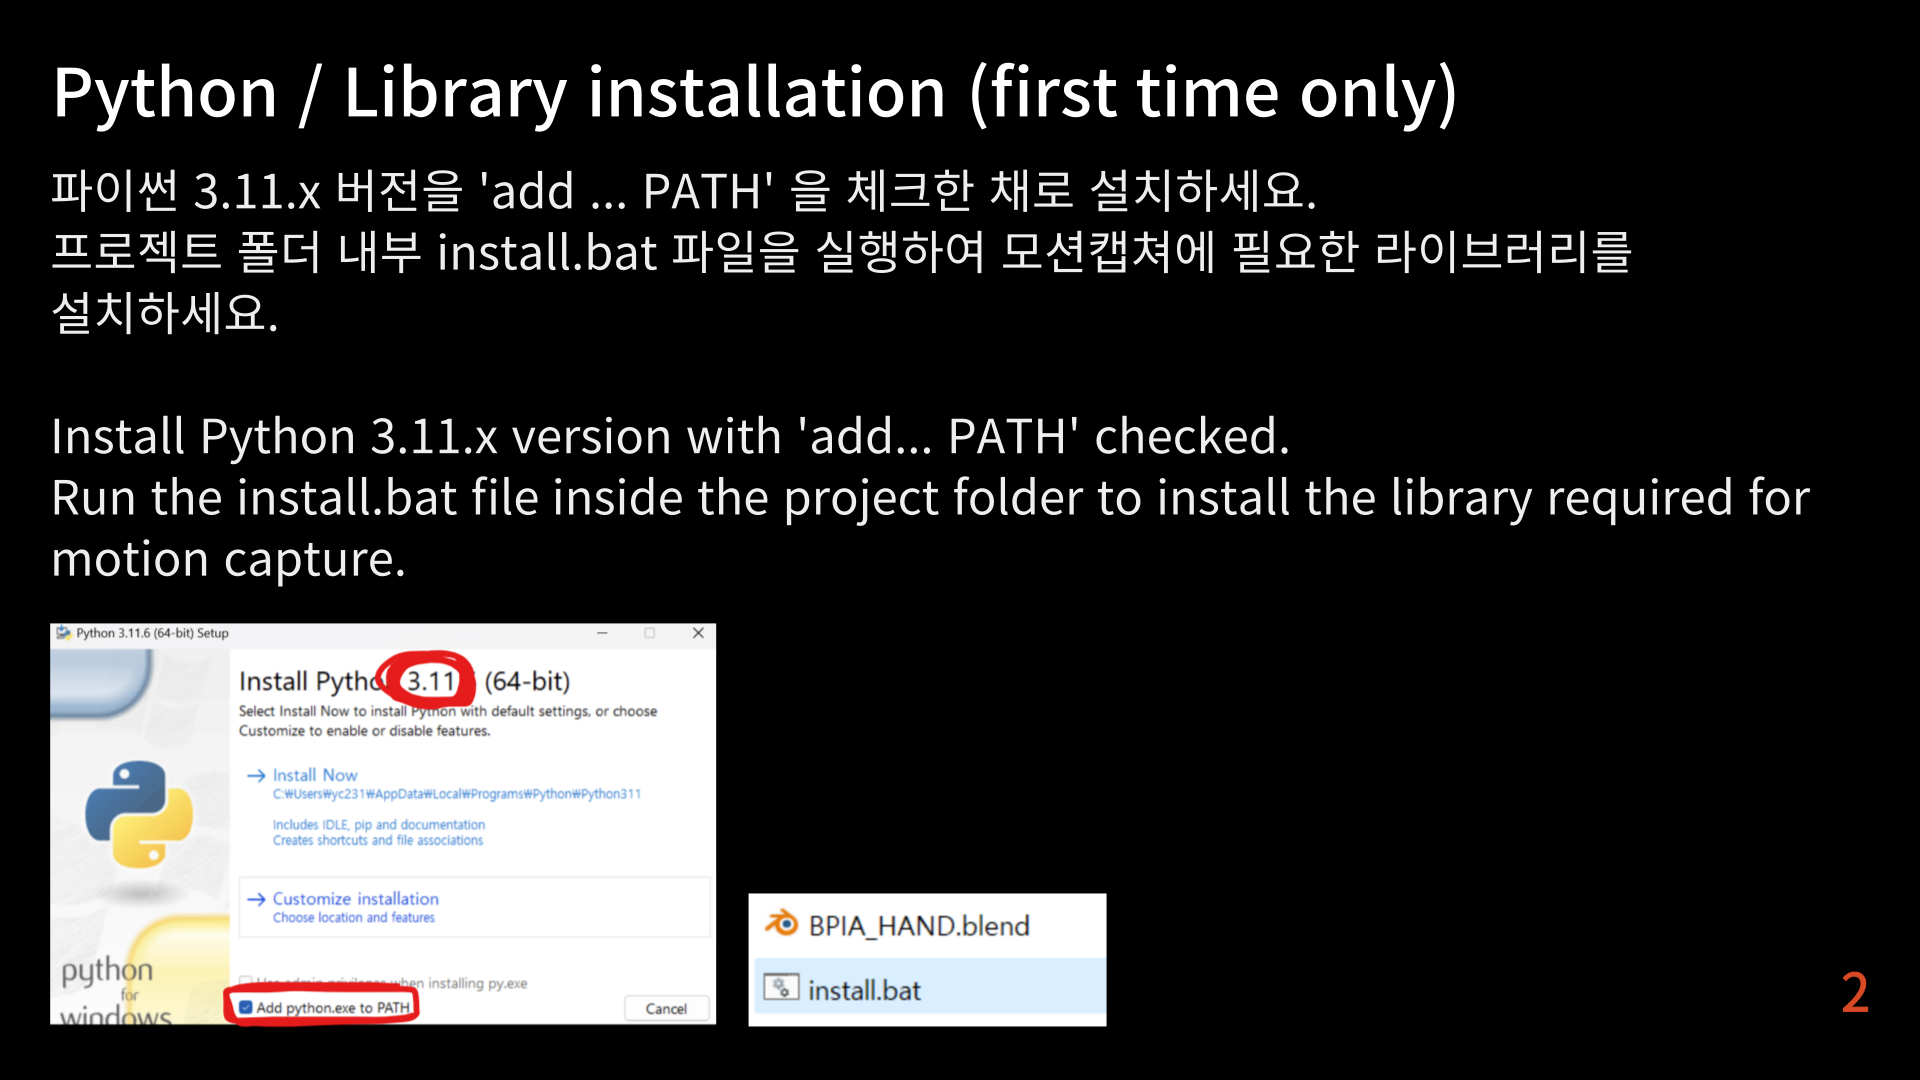 Python / Library installation (first time only)
파이썬 3.11.x 버전을 'add ... PATH' 을 체크한 채로 설치하세요.
프로젝트 폴더 내부 install.bat 파일을 실행하여 모션캡쳐에 필요한 라이브러리를
설치하세요.
Install Python 3.11.x version with 'add... PATH' checked.
Run the install.bat file inside the project folder to install the library required for
motion capture.
Python 3.11.6 (64-bit) Setup
Install Pytho 3.11 (64-bit)
Select Install Now to install Python with default settings, or choose
Customize to enable or disable features.
→ Install Now
C:₩Users₩yc231₩AppData₩Local₩Programs₩Python₩Python311
Includes IDLE, pip and documentation
Creates shortcuts and file associations
→ Customize installation
Choose location and features
Use admin privileges when installing py.exe
Add python.exe to PATH
Cancel
python
for
windows
BPIA_HAND.blend
install.bat
2